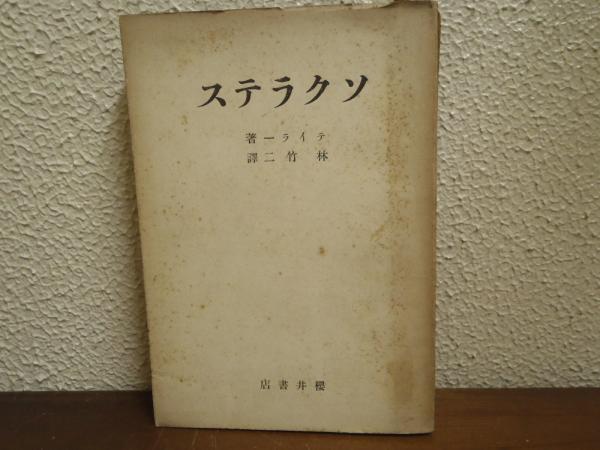 ソクラテス
テイラー著
林竹二譯
櫻井書店